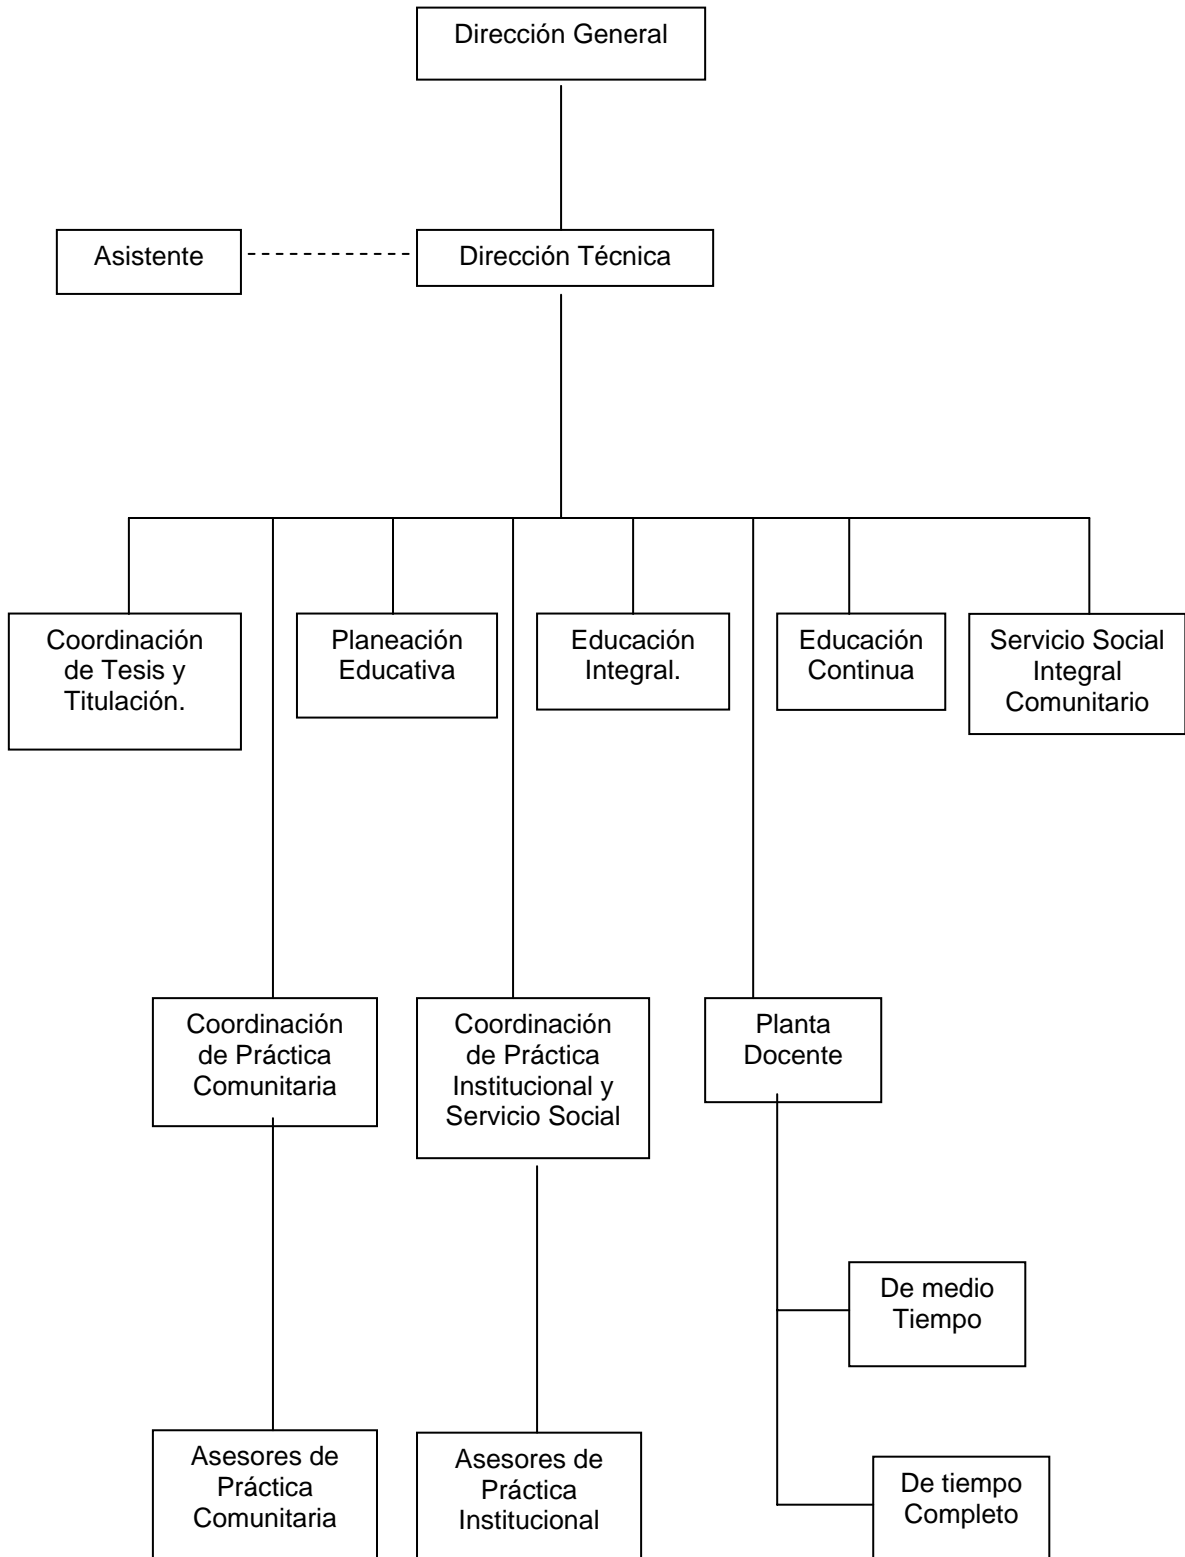 Dirección General
Asistente
Dirección Técnica
Coordinación
de Tesis y
Titulación.
Planeación
Educativa
Educación
Integral.
Educación
Continua
Servicio Social
Integral
Comunitario
Coordinación
de Práctica
Comunitaria
Coordinación
de Práctica
Institucional y
Servicio Social
Planta
Docente
De medio
Tiempo
Asesores de
Práctica
Comunitaria
Asesores de
Práctica
Institucional
De tiempo
Completo